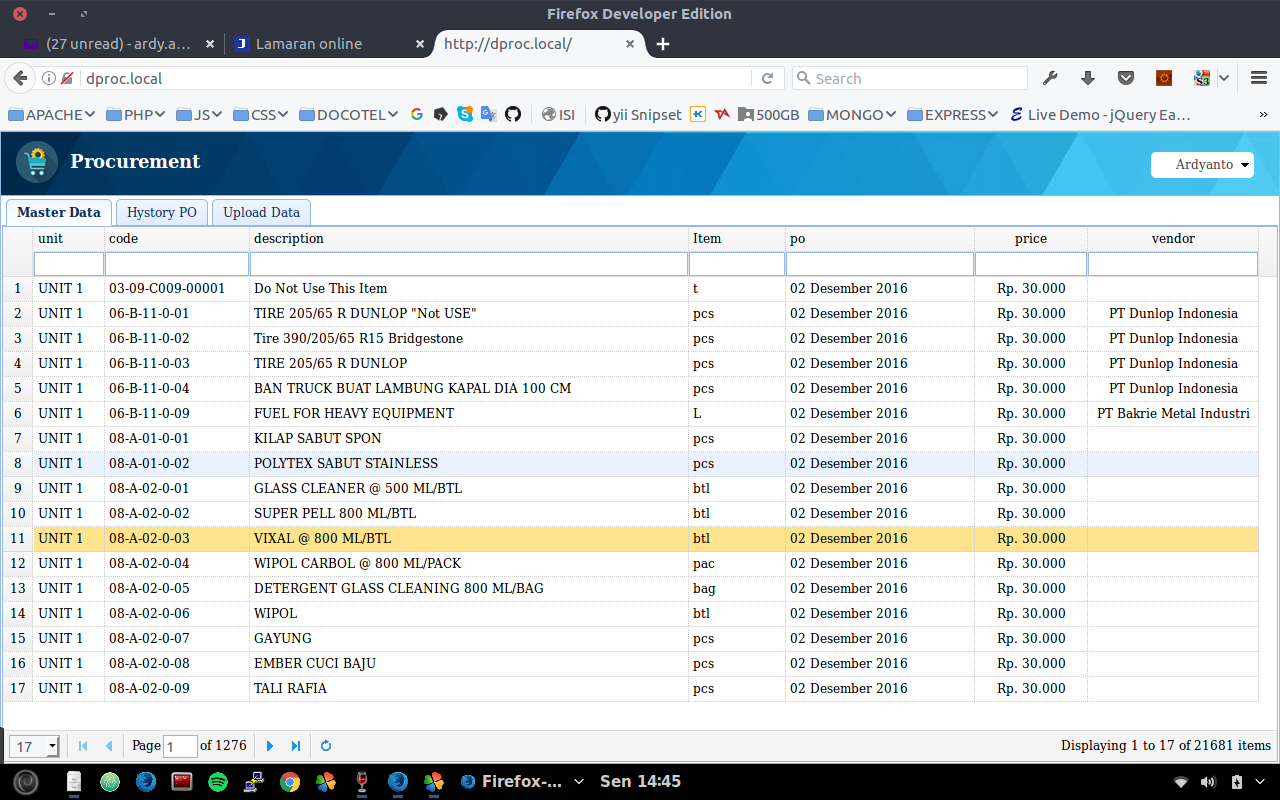 Firefox Developer Edition
(27 unread) - ardy.a... × Lamaran online × http://dproc.local/ ×
dproc.local Search
APACHE PHP JS CSS DOCOTEL ISI yii Snipset 500GB MONGO EXPRESS Live Demo - jQuery Ea... »
Procurement
Ardyanto
Master Data Hystory PO Upload Data
unit code description Item po price vendor
1 UNIT 1 03-09-C009-00001 Do Not Use This Item t 02 Desember 2016 Rp. 30.000
2 UNIT 1 06-B-11-0-01 TIRE 205/65 R DUNLOP "Not USE" pcs 02 Desember 2016 Rp. 30.000 PT Dunlop Indonesia
3 UNIT 1 06-B-11-0-02 Tire 390/205/65 R15 Bridgestone pcs 02 Desember 2016 Rp. 30.000 PT Dunlop Indonesia
4 UNIT 1 06-B-11-0-03 TIRE 205/65 R DUNLOP pcs 02 Desember 2016 Rp. 30.000 PT Dunlop Indonesia
5 UNIT 1 06-B-11-0-04 BAN TRUCK BUAT LAMBUNG KAPAL DIA 100 CM pcs 02 Desember 2016 Rp. 30.000 PT Dunlop Indonesia
6 UNIT 1 06-B-11-0-09 FUEL FOR HEAVY EQUIPMENT L 02 Desember 2016 Rp. 30.000 PT Bakrie Metal Industri
7 UNIT 1 08-A-01-0-01 KILAP SABUT SPON pcs 02 Desember 2016 Rp. 30.000
8 UNIT 1 08-A-01-0-02 POLYTEX SABUT STAINLESS pcs 02 Desember 2016 Rp. 30.000
9 UNIT 1 08-A-02-0-01 GLASS CLEANER @ 500 ML/BTL btl 02 Desember 2016 Rp. 30.000
10 UNIT 1 08-A-02-0-02 SUPER PELL 800 ML/BTL btl 02 Desember 2016 Rp. 30.000
11 UNIT 1 08-A-02-0-03 VIXAL @ 800 ML/BTL btl 02 Desember 2016 Rp. 30.000
12 UNIT 1 08-A-02-0-04 WIPOL CARBOL @ 800 ML/PACK pac 02 Desember 2016 Rp. 30.000
13 UNIT 1 08-A-02-0-05 DETERGENT GLASS CLEANING 800 ML/BAG bag 02 Desember 2016 Rp. 30.000
14 UNIT 1 08-A-02-0-06 WIPOL btl 02 Desember 2016 Rp. 30.000
15 UNIT 1 08-A-02-0-07 GAYUNG pcs 02 Desember 2016 Rp. 30.000
16 UNIT 1 08-A-02-0-08 EMBER CUCI BAJU pcs 02 Desember 2016 Rp. 30.000
17 UNIT 1 08-A-02-0-09 TALI RAFIA pcs 02 Desember 2016 Rp. 30.000
17 Page 1 of 1276 Displaying 1 to 17 of 21681 items
Firefox-... Sen 14:45